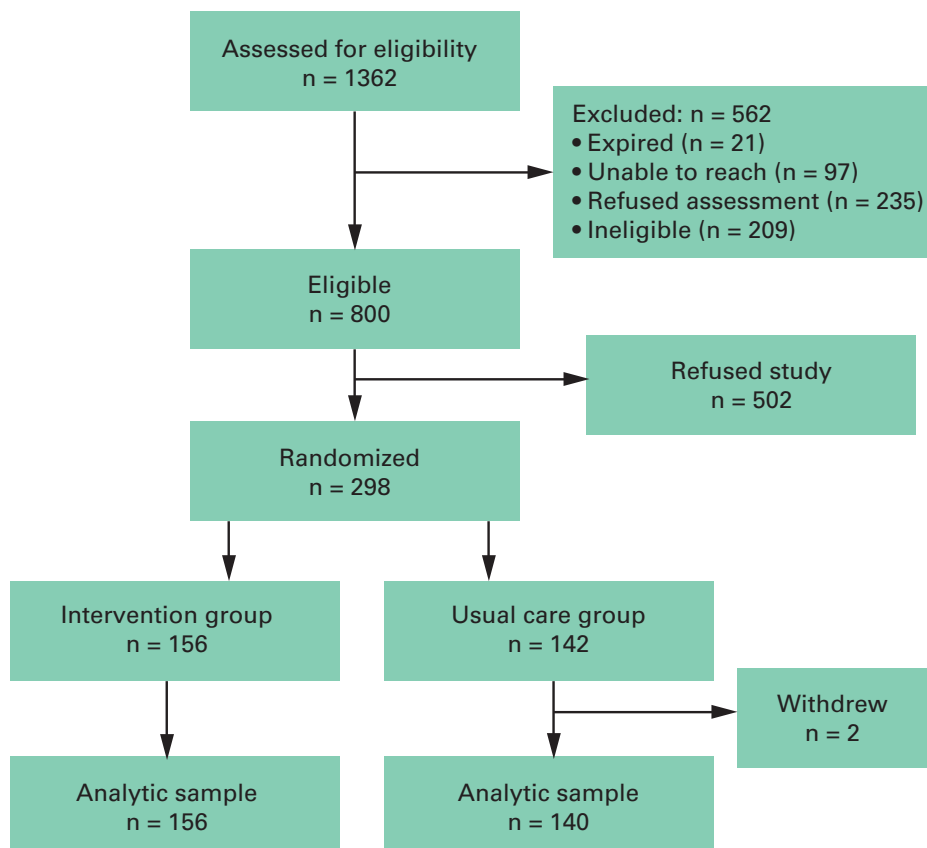 Assessed for eligibility
n = 1362
Excluded: n = 562
• Expired (n = 21)
• Unable to reach (n = 97)
• Refused assessment (n = 235)
• Ineligible (n = 209)
Eligible
n = 800
Refused study
n = 502
Randomized
n = 298
Intervention group
n = 156
Usual care group
n = 142
Withdrew
n = 2
Analytic sample
n = 156
Analytic sample
n = 140